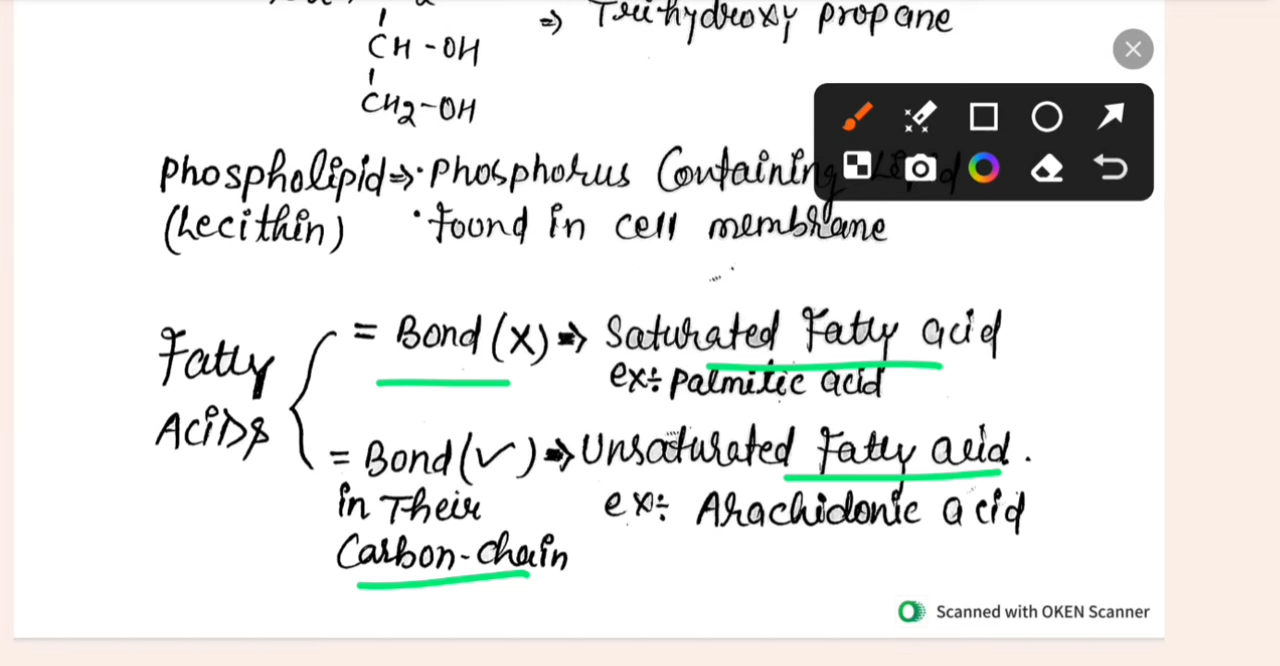 ⇒ Trihydroxy propane
CH - OH
CH2-OH
Phospholipid⇒ · Phosphorus Containing Lipid
(Lecithin) · found in cell membrane
Fatty Acids
= Bond (X) ⇒ Saturated Fatty acid
ex÷ Palmitic acid
= Bond (✓) ⇒ Unsaturated Fatty acid.
in Their ex÷ Arachidonic acid
Carbon-chain
Scanned with OKEN Scanner